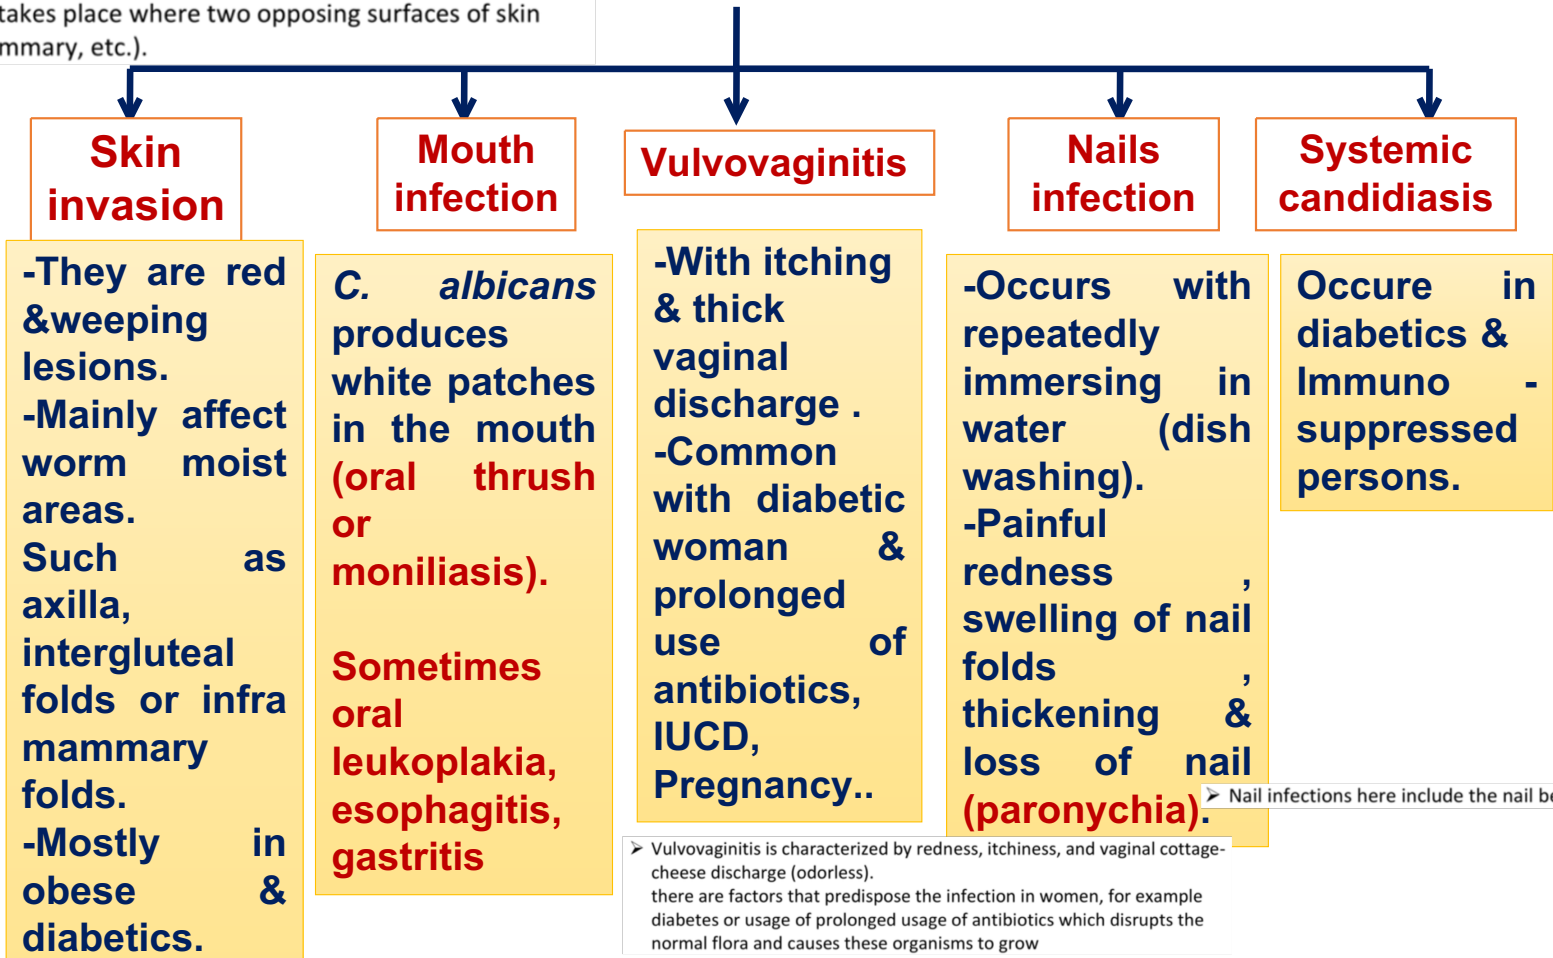 takes place where two opposing surfaces of skin
mmary, etc.).
Skin
invasion
-They are red
&weeping
lesions.
-Mainly affect
worm moist
areas.
Such as
axilla,
intergluteal
folds or infra
mammary
folds.
-Mostly in
obese &
diabetics.
Mouth
infection
C. albicans
produces
white patches
in the mouth
(oral thrush
or
moniliasis).
Sometimes
oral
leukoplakia,
esophagitis,
gastritis
Vulvovaginitis
-With itching
& thick
vaginal
discharge .
-Common
with diabetic
woman &
prolonged
use of
antibiotics,
IUCD,
Pregnancy..
➢ Vulvovaginitis is characterized by redness, itchiness, and vaginal cottage-
cheese discharge (odorless).
there are factors that predispose the infection in women, for example
diabetes or usage of prolonged usage of antibiotics which disrupts the
normal flora and causes these organisms to grow
Nails
infection
-Occurs with
repeatedly
immersing in
water (dish
washing).
-Painful
redness ,
swelling of nail
folds ,
thickening &
loss of nail
(paronychia).
➢ Nail infections here include the nail be
Systemic
candidiasis
Occure in
diabetics &
Immuno -
suppressed
persons.